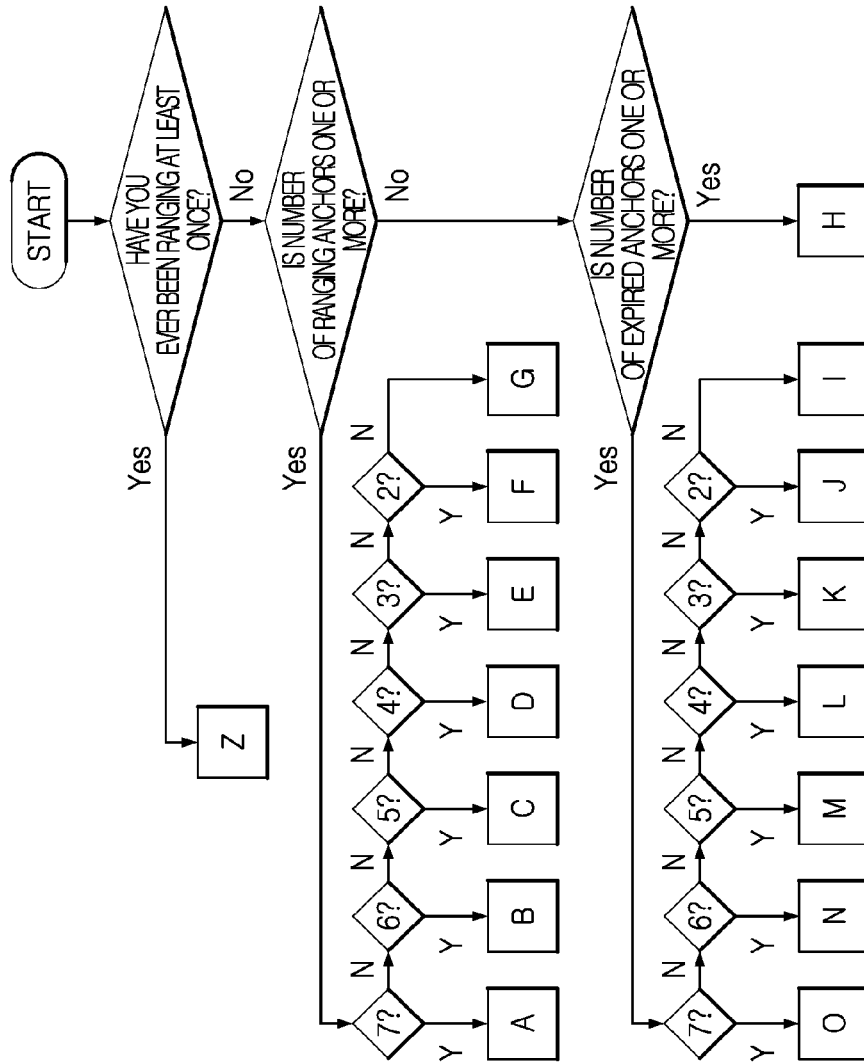 START
HAVE YOU
EVER BEEN RANGING AT LEAST
ONCE?
Yes
No
Z
IS NUMBER
OF RANGING ANCHORS ONE OR
MORE?
Yes
No
7?
N
6?
N
5?
N
4?
N
3?
N
2?
N
Y
Y
Y
Y
Y
Y
A
B
C
D
E
F
G
IS NUMBER
OF EXPIRED ANCHORS ONE OR
MORE?
Yes
Yes
7?
N
6?
N
5?
N
4?
N
3?
N
2?
N
Y
Y
Y
Y
Y
Y
O
N
M
L
K
J
I
H